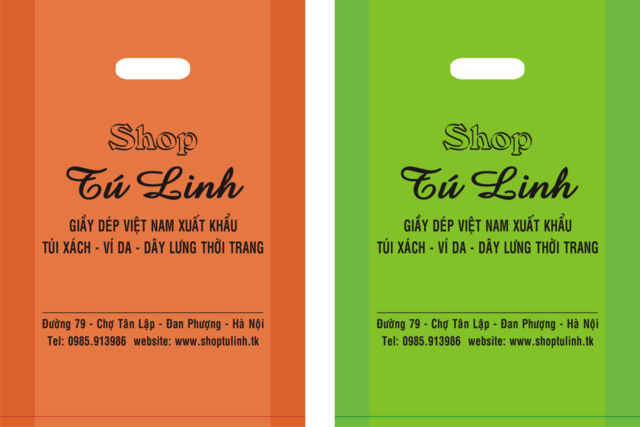 Shop
Tú Linh
GIẦY DÉP VIỆT NAM XUẤT KHẨU
TÚI XÁCH - VÍ DA - DÂY LƯNG THỜI TRANG
Đường 79 - Chợ Tân Lập - Đan Phượng - Hà Nội
Tel: 0985.913986 website: www.shoptulinh.tk
Shop
Tú Linh
GIẦY DÉP VIỆT NAM XUẤT KHẨU
TÚI XÁCH - VÍ DA - DÂY LƯNG THỜI TRANG
Đường 79 - Chợ Tân Lập - Đan Phượng - Hà Nội
Tel: 0985.913986 website: www.shoptulinh.tk